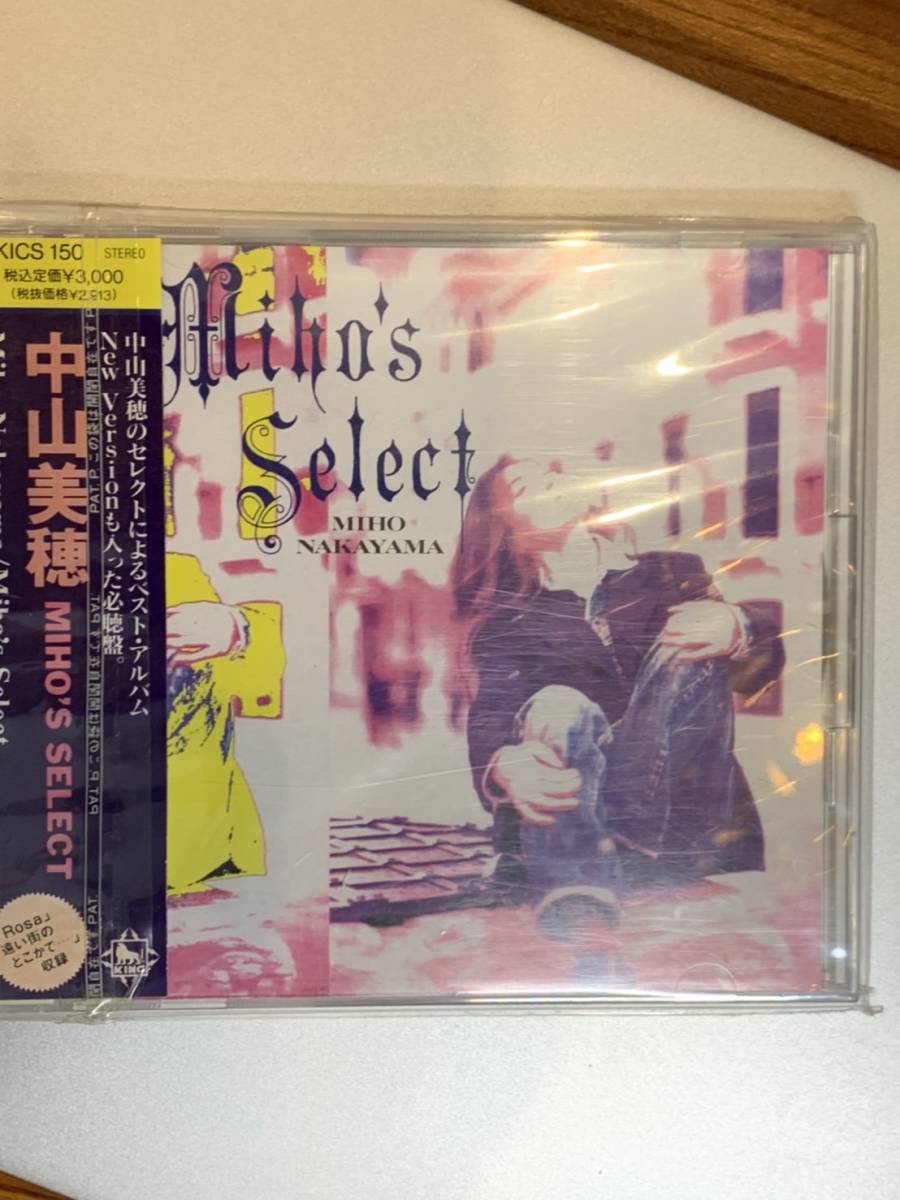 KICS 150 STEREO
税込定価¥3,000
(税抜価格¥2,913)
中山美穂 MIHO'S SELECT
中山美穂のセレクトによるベスト・アルバム
New Versionも入った必聴盤。
Rosa」
遠い街の
どこかで…」
収録
KING
Miho's
Select
MIHO
NAKAYAMA
/Miho's Select